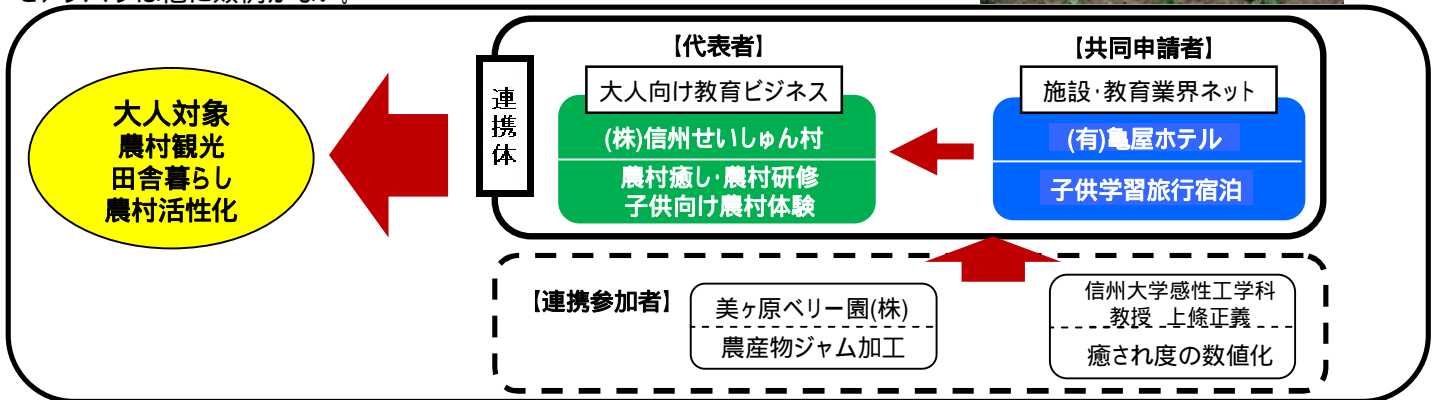 【代表者】
【共同申請者】
連携体
大人向け教育ビジネス
(株)信州せいしゅん村
農村癒し・農村研修
子供向け農村体験
施設・教育業界ネット
(有)亀屋ホテル
子供学習旅行宿泊
大人対象
農村観光
田舎暮らし
農村活性化
【連携参加者】
美ヶ原ベリー園(株)
農産物ジャム加工
信州大学感性工学科
教授 上條正義
癒され度の数値化